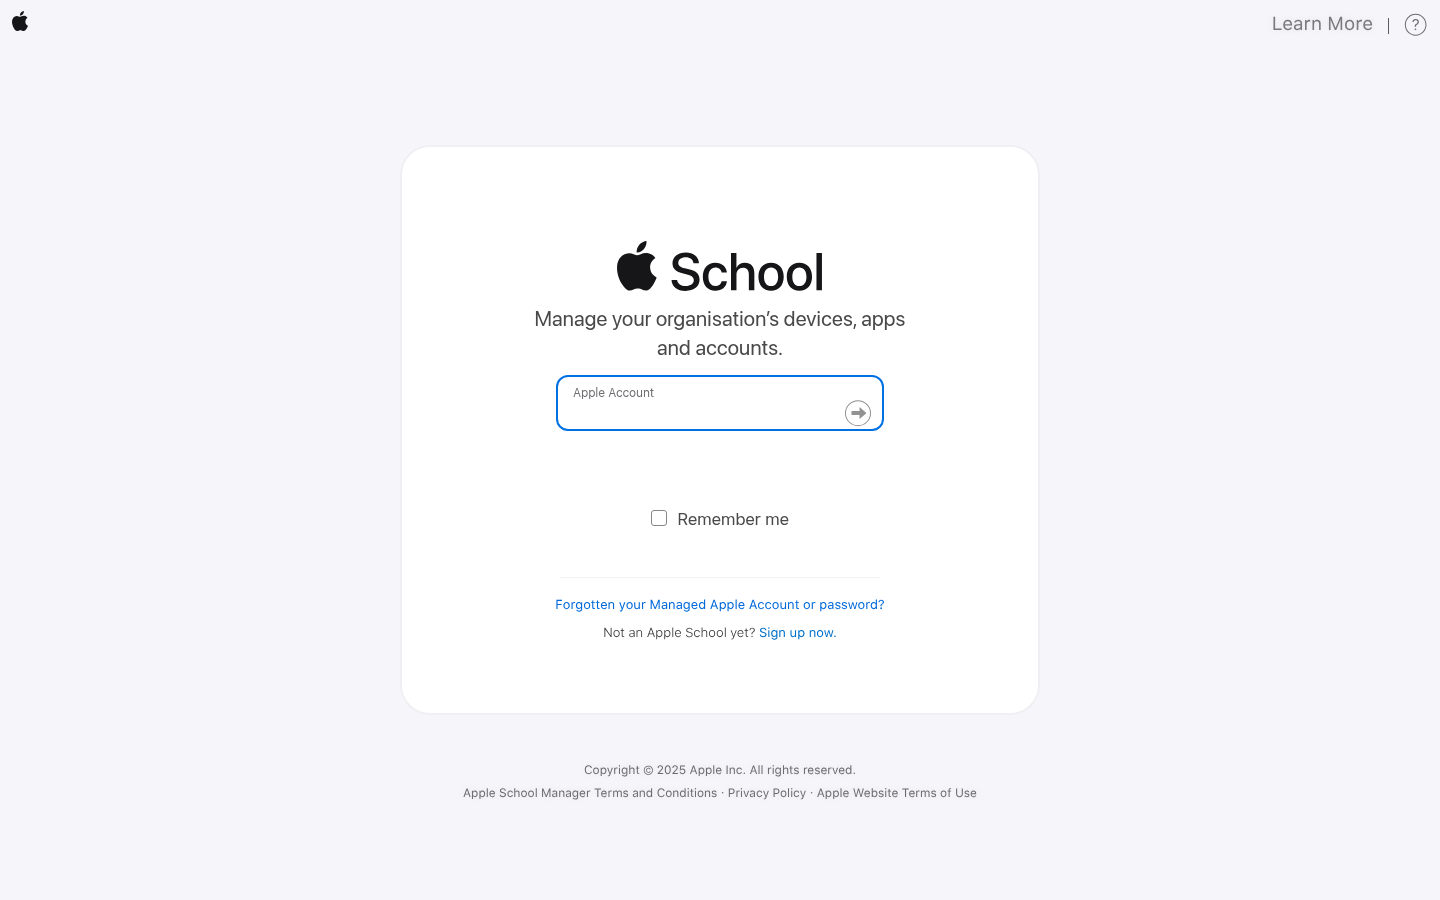 Learn More
School
Manage your organisation’s devices, apps
and accounts.
Apple Account
Remember me
Forgotten your Managed Apple Account or password?
Not an Apple School yet? Sign up now.
Copyright © 2025 Apple Inc. All rights reserved.
Apple School Manager Terms and Conditions · Privacy Policy · Apple Website Terms of Use